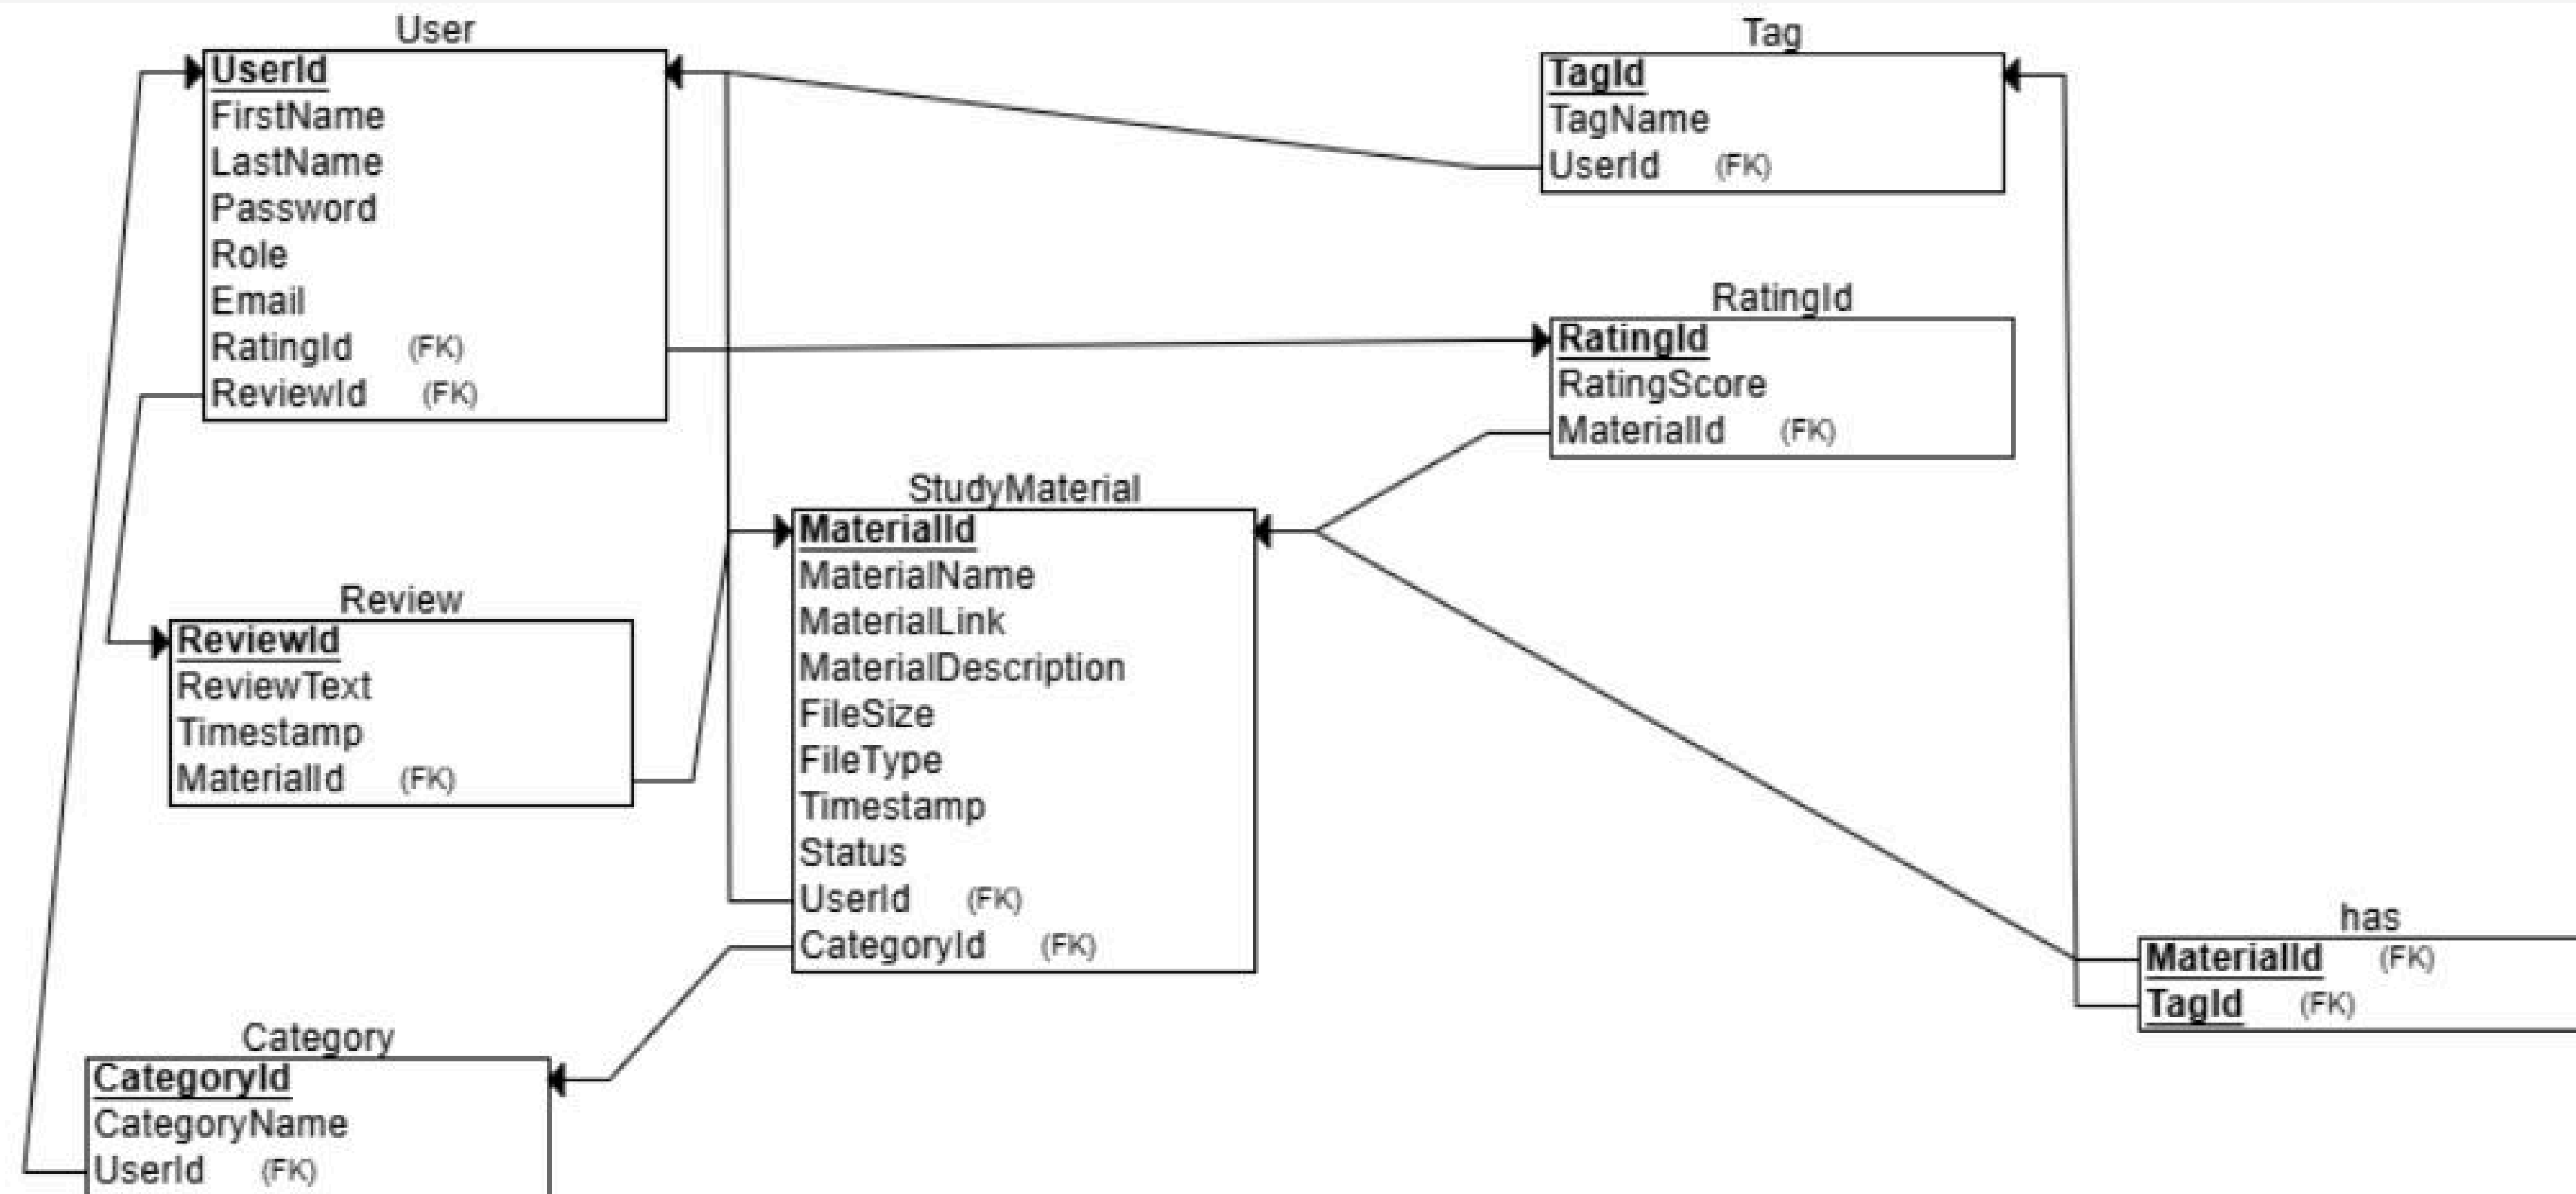 User
UserId
FirstName
LastName
Password
Role
Email
RatingId (FK)
ReviewId (FK)
Tag
TagId
TagName
UserId (FK)
RatingId
RatingId
RatingScore
MaterialId (FK)
StudyMaterial
MaterialId
MaterialName
MaterialLink
MaterialDescription
FileSize
FileType
Timestamp
Status
UserId (FK)
CategoryId (FK)
Review
ReviewId
ReviewText
Timestamp
MaterialId (FK)
has
MaterialId (FK)
TagId (FK)
Category
CategoryId
CategoryName
UserId (FK)